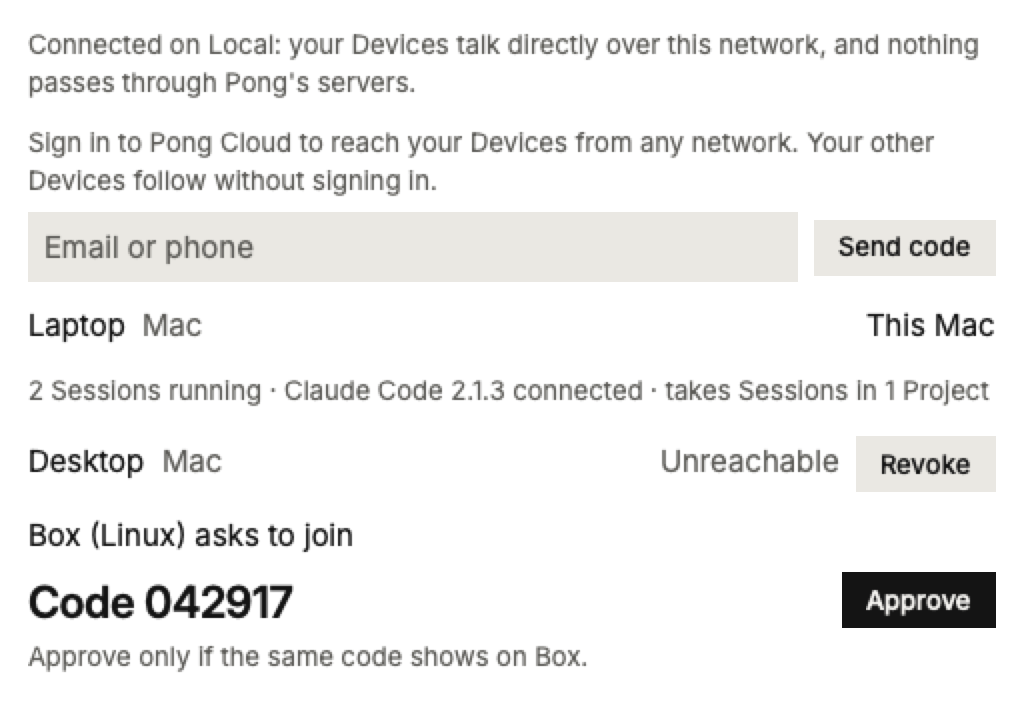 Connected on Local: your Devices talk directly over this network, and nothing
passes through Pong's servers.
Sign in to Pong Cloud to reach your Devices from any network. Your other
Devices follow without signing in.
Email or phone
Send code
Laptop Mac
This Mac
2 Sessions running · Claude Code 2.1.3 connected · takes Sessions in 1 Project
Desktop Mac
Unreachable
Revoke
Box (Linux) asks to join
Code 042917
Approve
Approve only if the same code shows on Box.